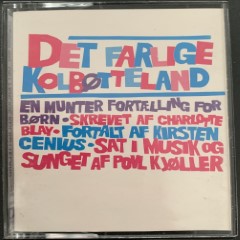 DET FARLIGE
KOLBØTTELAND
EN MUNTER FORTÆLLING FOR
BØRN · SKREVET AF CHARLOTTE
BLAY · FORTALT AF KIRSTEN
CENIUS · SAT I MUSIK OG
SUNGET AF POVL KJØLLER